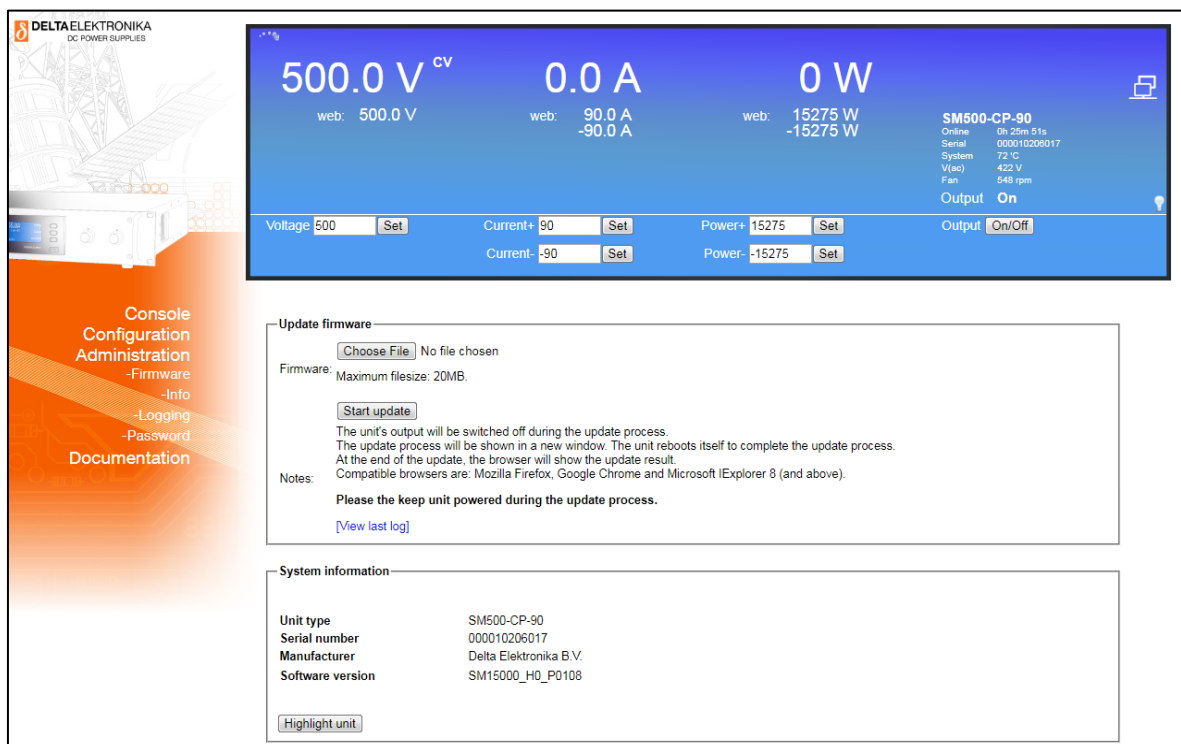 DELTAELEKTRONIKA
DC POWER SUPPLIES
500.0 V CV 0.0 A 0 W
web: 500.0 V web: 90.0 A web: 15275 W
-90.0 A -15275 W
SM500-CP-90
Online 0h 25m 51s
Serial 000010206017
System 72 °C
V(ac) 422 V
Fan 548 rpm
Output On
Voltage 500 Set Current+ 90 Set Power+ 15275 Set Output On/Off
Current- -90 Set Power- -15275 Set
Console
Configuration
Administration
-Firmware
-Info
-Logging
-Password
Documentation
Update firmware
Choose File No file chosen
Firmware:
Maximum filesize: 20MB.
Start update
The unit's output will be switched off during the update process.
The update process will be shown in a new window. The unit reboots itself to complete the update process.
At the end of the update, the browser will show the update result.
Notes: Compatible browsers are: Mozilla Firefox, Google Chrome and Microsoft IExplorer 8 (and above).
Please the keep unit powered during the update process.
[View last log]
System information
Unit type SM500-CP-90
Serial number 000010206017
Manufacturer Delta Elektronika B.V.
Software version SM15000_H0_P0108
Highlight unit